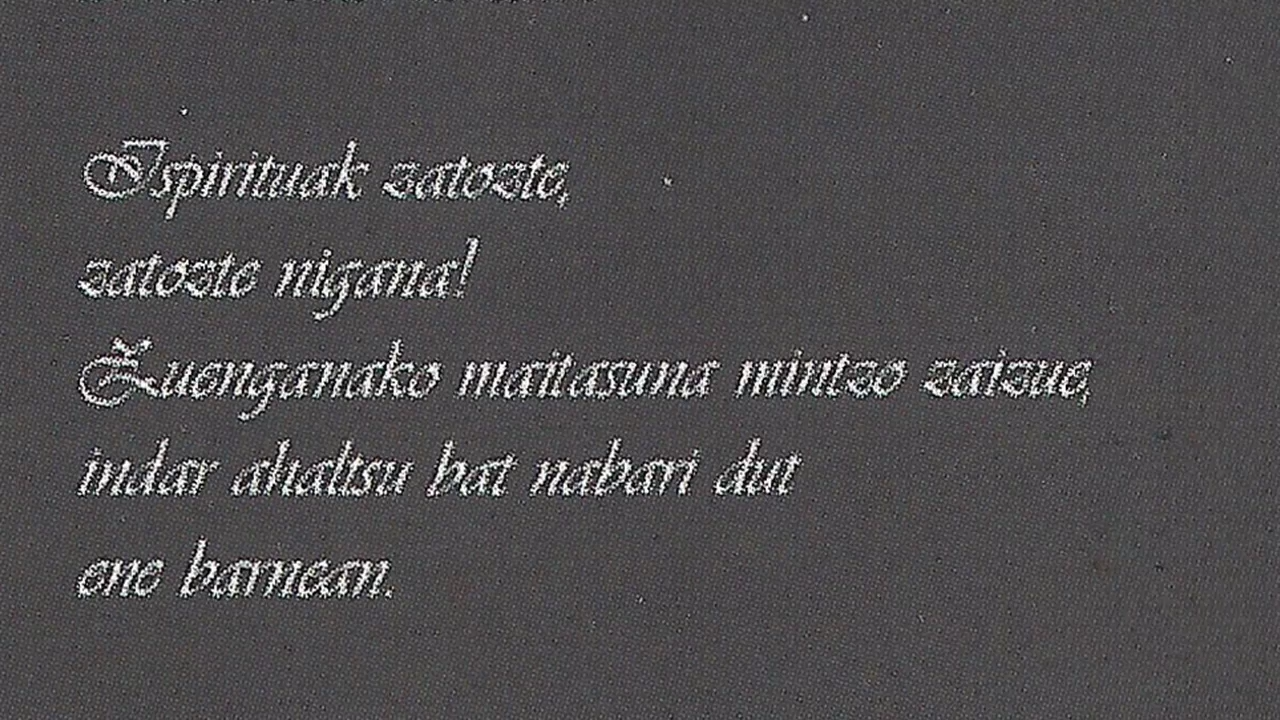 Ispirituak zatozte,
zatozte nigana!
Zuenganako maitasuna mintzo zaizue,
indar ahaltsu bat nabari dut
ene barnean.